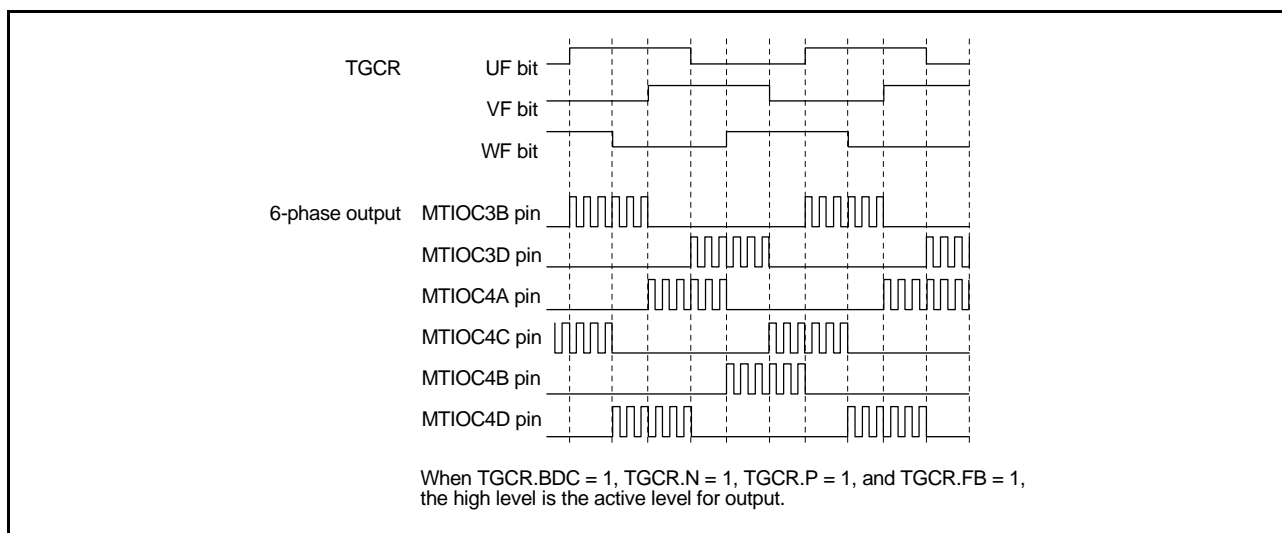 TGCR UF bit
VF bit
WF bit
6-phase output MTIOC3B pin
MTIOC3D pin
MTIOC4A pin
MTIOC4C pin
MTIOC4B pin
MTIOC4D pin
When TGCR.BDC = 1, TGCR.N = 1, TGCR.P = 1, and TGCR.FB = 1,
the high level is the active level for output.